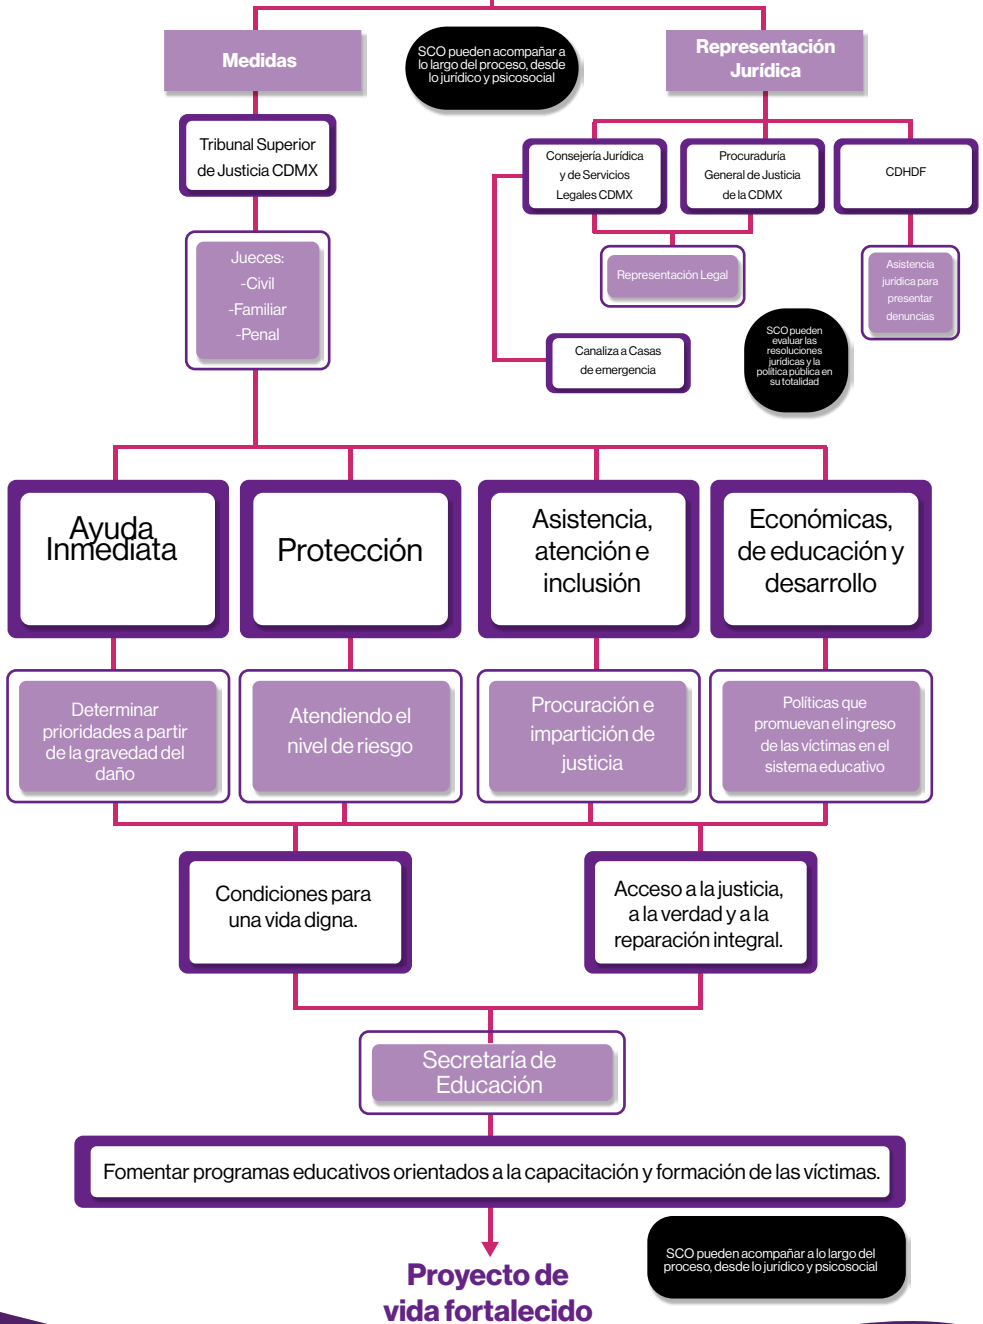 Medidas
SCO pueden acompañar a
lo largo del proceso, desde
lo jurídico y psicosocial
Representación
Jurídica
Tribunal Superior
de Justicia CDMX
Consejería Jurídica
y de Servicios
Legales CDMX
Procuraduría
General de Justicia
de la CDMX
CDHDF
Jueces:
-Civil
-Familiar
-Penal
Representación Legal
Asistencia
jurídica para
presentar
denuncias
Canaliza a Casas
de emergencia
SCO pueden
evaluar las
resoluciones
jurídicas y la
política pública en
su totalidad
Ayuda
Inmediata
Protección
Asistencia,
atención e
inclusión
Económicas,
de educación y
desarrollo
Determinar
prioridades a partir
de la gravedad del
daño
Atendiendo el
nivel de riesgo
Procuración e
impartición de
justicia
Políticas que
promuevan el ingreso
de las víctimas en el
sistema educativo
Condiciones para
una vida digna.
Acceso a la justicia,
a la verdad y a la
reparación integral.
Secretaría de
Educación
Fomentar programas educativos orientados a la capacitación y formación de las víctimas.
SCO pueden acompañar a lo largo del
proceso, desde lo jurídico y psicosocial
Proyecto de
vida fortalecido